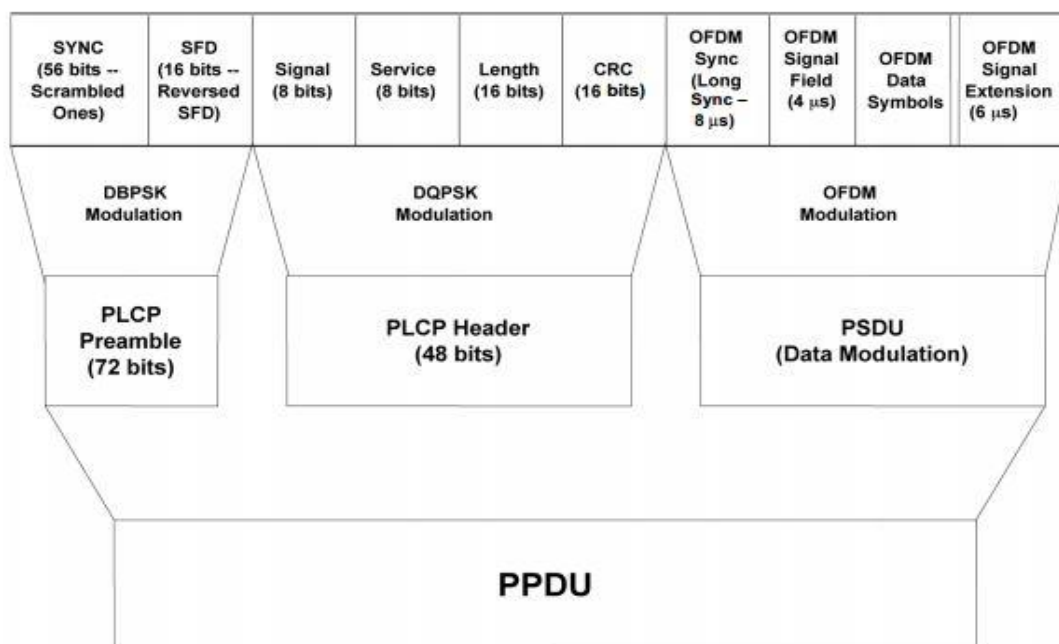 SYNC
(56 bits --
Scrambled
Ones)
SFD
(16 bits --
Reversed
SFD)
Signal
(8 bits)
Service
(8 bits)
Length
(16 bits)
CRC
(16 bits)
OFDM
Sync
(Long
Sync –
8 μs)
OFDM
Signal
Field
(4 μs)
OFDM
Data
Symbols
OFDM
Signal
Extension
(6 μs)
DBPSK
Modulation
DQPSK
Modulation
OFDM
Modulation
PLCP
Preamble
(72 bits)
PLCP Header
(48 bits)
PSDU
(Data Modulation)
PPDU